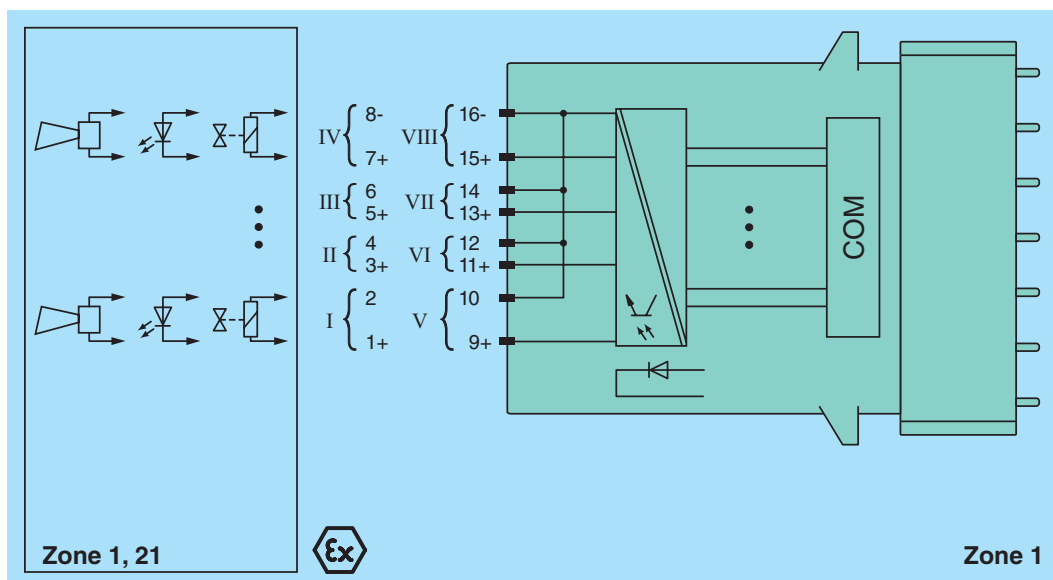 IV 8- VIII 16-
7+ 15+
III 6 VII 14
5+ 13+
II 4 VI 12
3+ 11+
I 2 V 10
1+ 9+
COM
Zone 1, 21
Ex
Zone 1